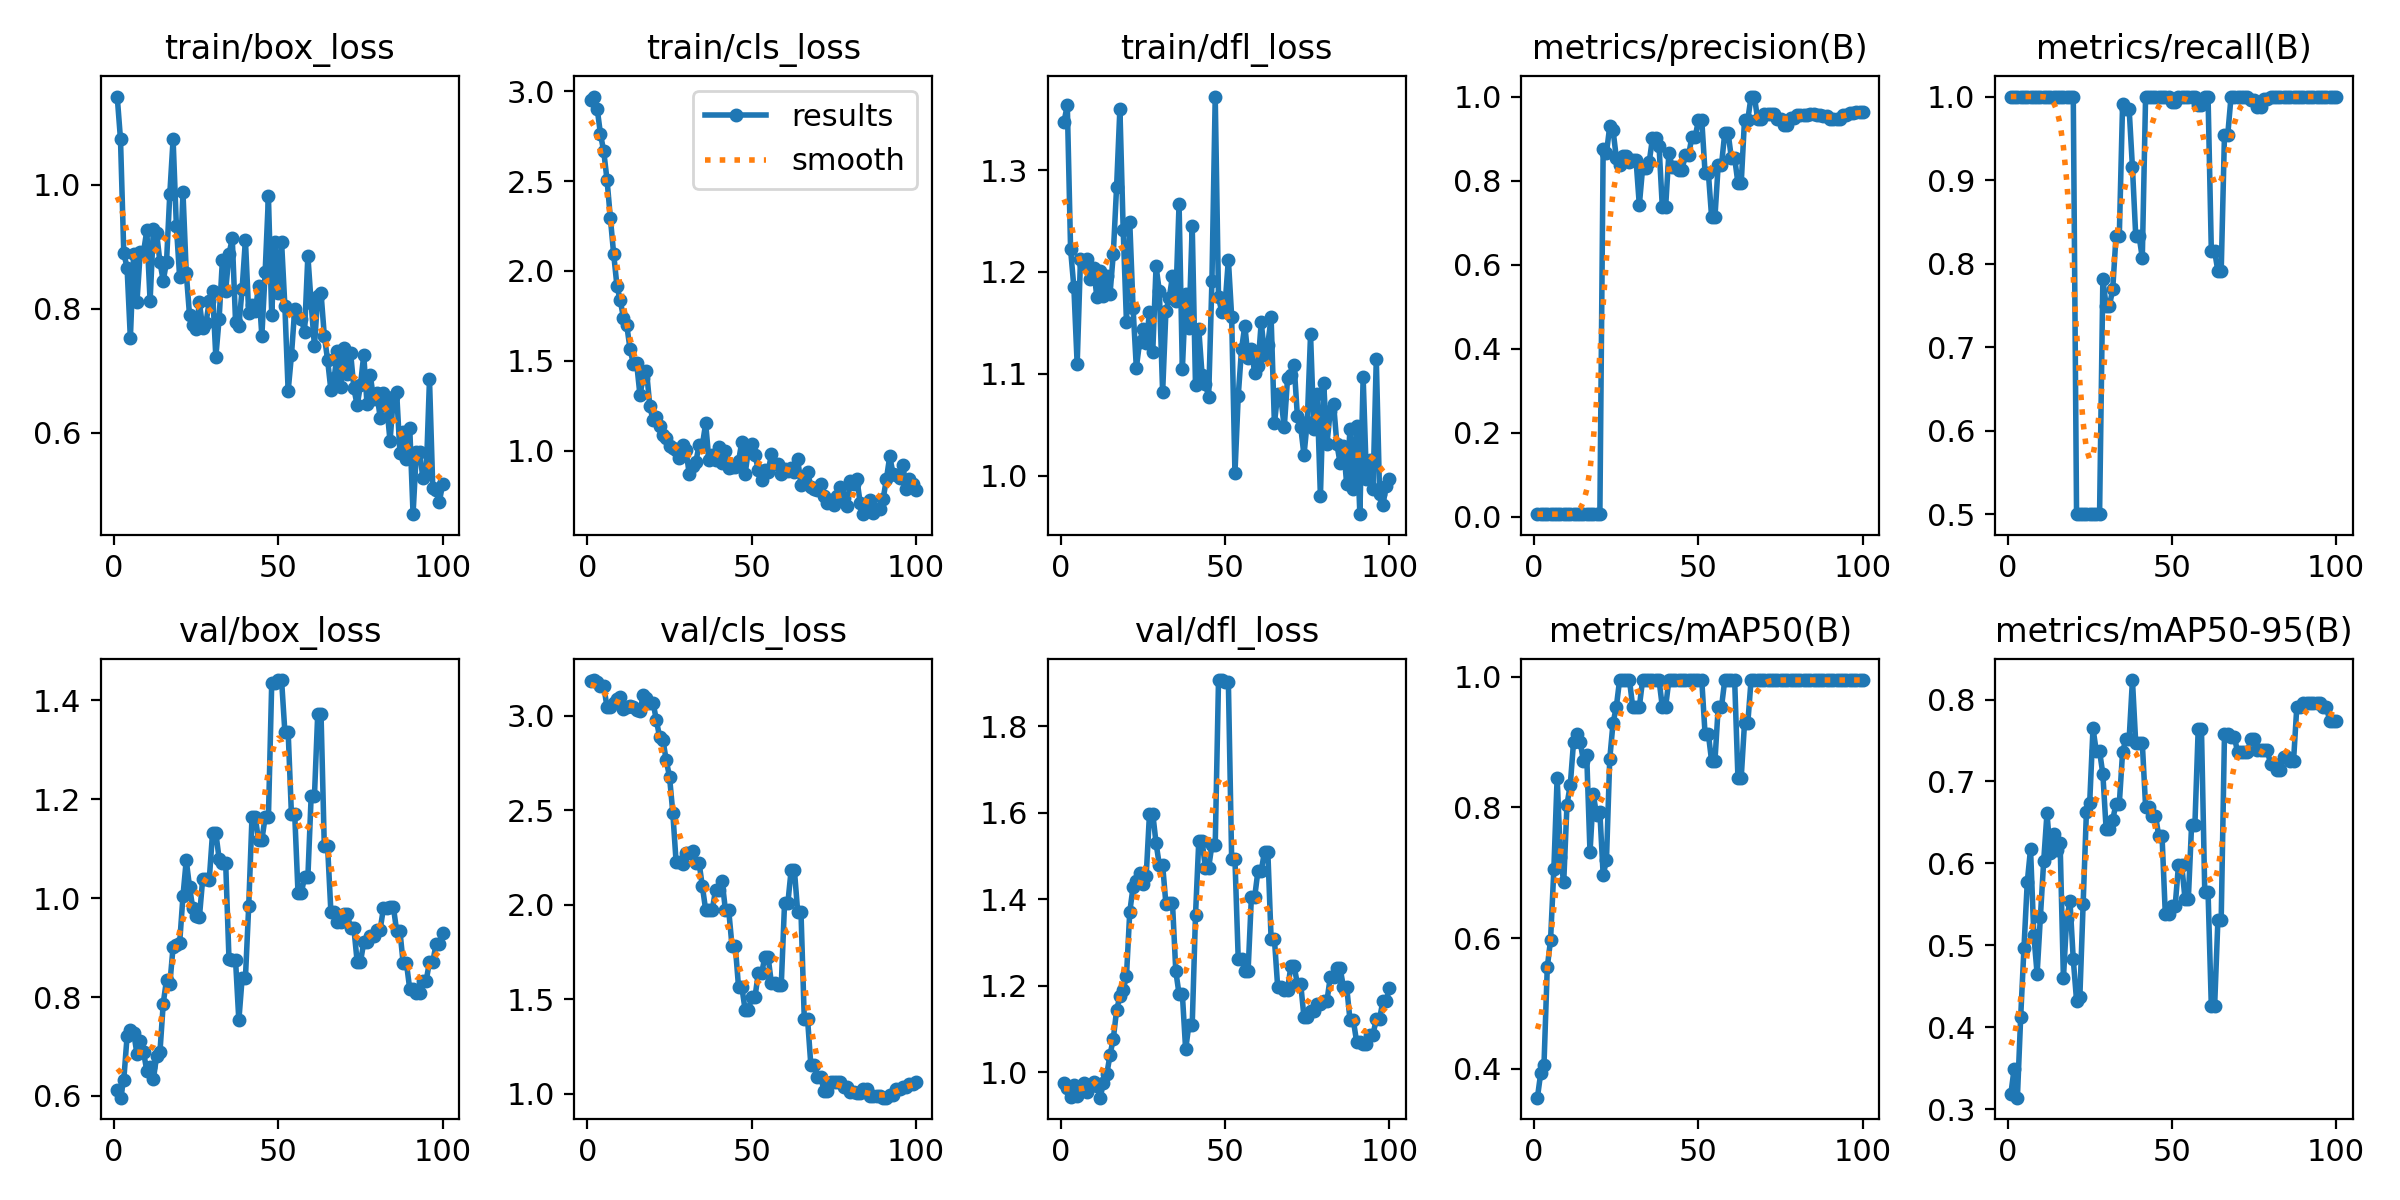 train/box_loss
train/cls_loss
train/dfl_loss
metrics/precision(B)
metrics/recall(B)
1.0
0.8
0.6
0 50 100
3.0
2.5
2.0
1.5
1.0
results
smooth
0 50 100
1.3
1.2
1.1
1.0
0 50 100
1.0
0.8
0.6
0.4
0.2
0.0
0 50 100
1.0
0.9
0.8
0.7
0.6
0.5
0 50 100
val/box_loss
val/cls_loss
val/dfl_loss
metrics/mAP50(B)
metrics/mAP50-95(B)
1.4
1.2
1.0
0.8
0.6
0 50 100
3.0
2.5
2.0
1.5
1.0
0 50 100
1.8
1.6
1.4
1.2
1.0
0 50 100
1.0
0.8
0.6
0.4
0 50 100
0.8
0.7
0.6
0.5
0.4
0.3
0 50 100